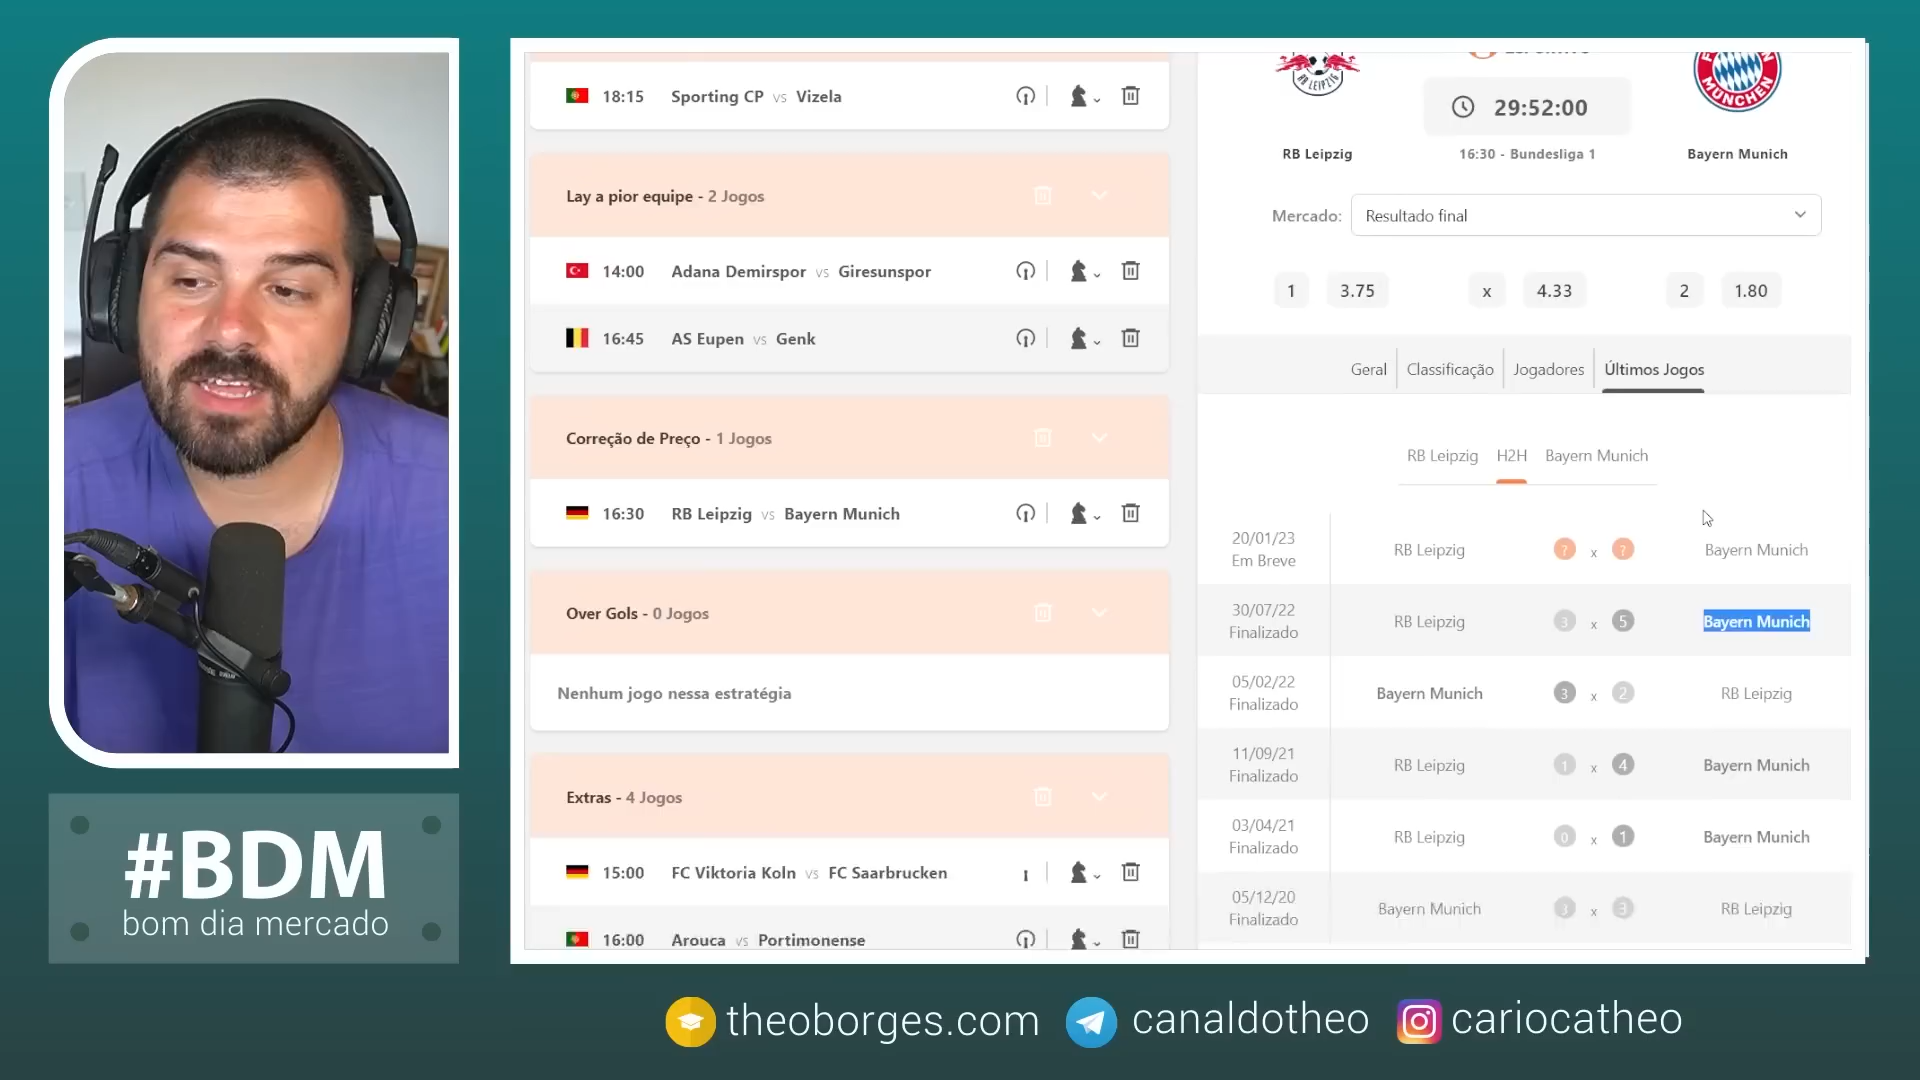 18:15 Sporting CP vs Vizela
Lay a pior equipe - 2 Jogos
14:00 Adana Demirspor vs Giresunspor
16:45 AS Eupen vs Genk
Correção de Preço - 1 Jogos
16:30 RB Leipzig vs Bayern Munich
Over Gols - 0 Jogos
Nenhum jogo nessa estratégia
Extras - 4 Jogos
15:00 FC Viktoria Koln vs FC Saarbrucken
16:00 Arouca vs Portimonense
RB LEIPZIG
MÜNCHEN
29:52:00
RB Leipzig 16:30 - Bundesliga 1 Bayern Munich
Mercado: Resultado final
1 3.75 x 4.33 2 1.80
Geral Classificação Jogadores Últimos Jogos
RB Leipzig H2H Bayern Munich
20/01/23
Em Breve
RB Leipzig ? x ? Bayern Munich
30/07/22
Finalizado
RB Leipzig 3 x 5 Bayern Munich
05/02/22
Finalizado
Bayern Munich 3 x 2 RB Leipzig
11/09/21
Finalizado
RB Leipzig 1 x 4 Bayern Munich
03/04/21
Finalizado
RB Leipzig 0 x 1 Bayern Munich
05/12/20
Finalizado
Bayern Munich 3 x 3 RB Leipzig
#BDM
bom dia mercado
theoborges.com canaldotheo cariocatheo